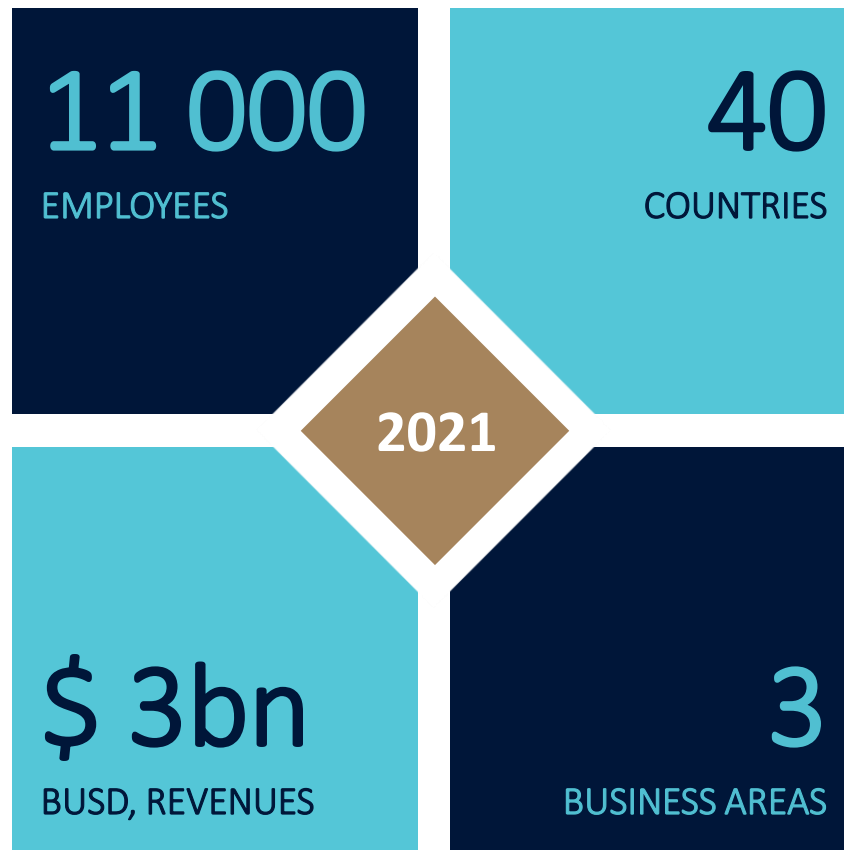 11 000
EMPLOYEES
40
COUNTRIES
2021
$ 3bn
BUSD, REVENUES
3
BUSINESS AREAS